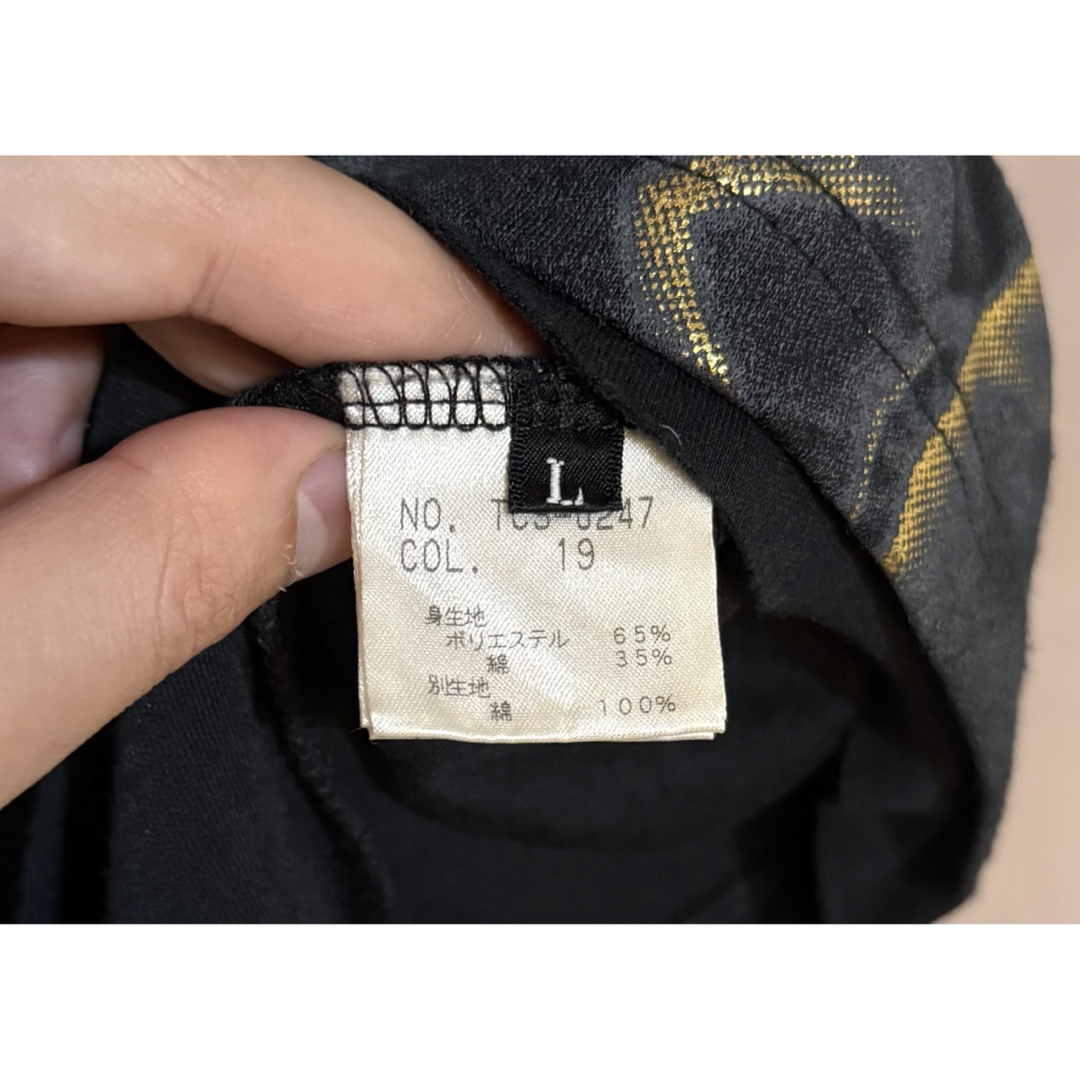 L
NO. TCS-0247
COL. 19
身生地
ポリエステル 65%
綿 35%
別生地
綿 100%